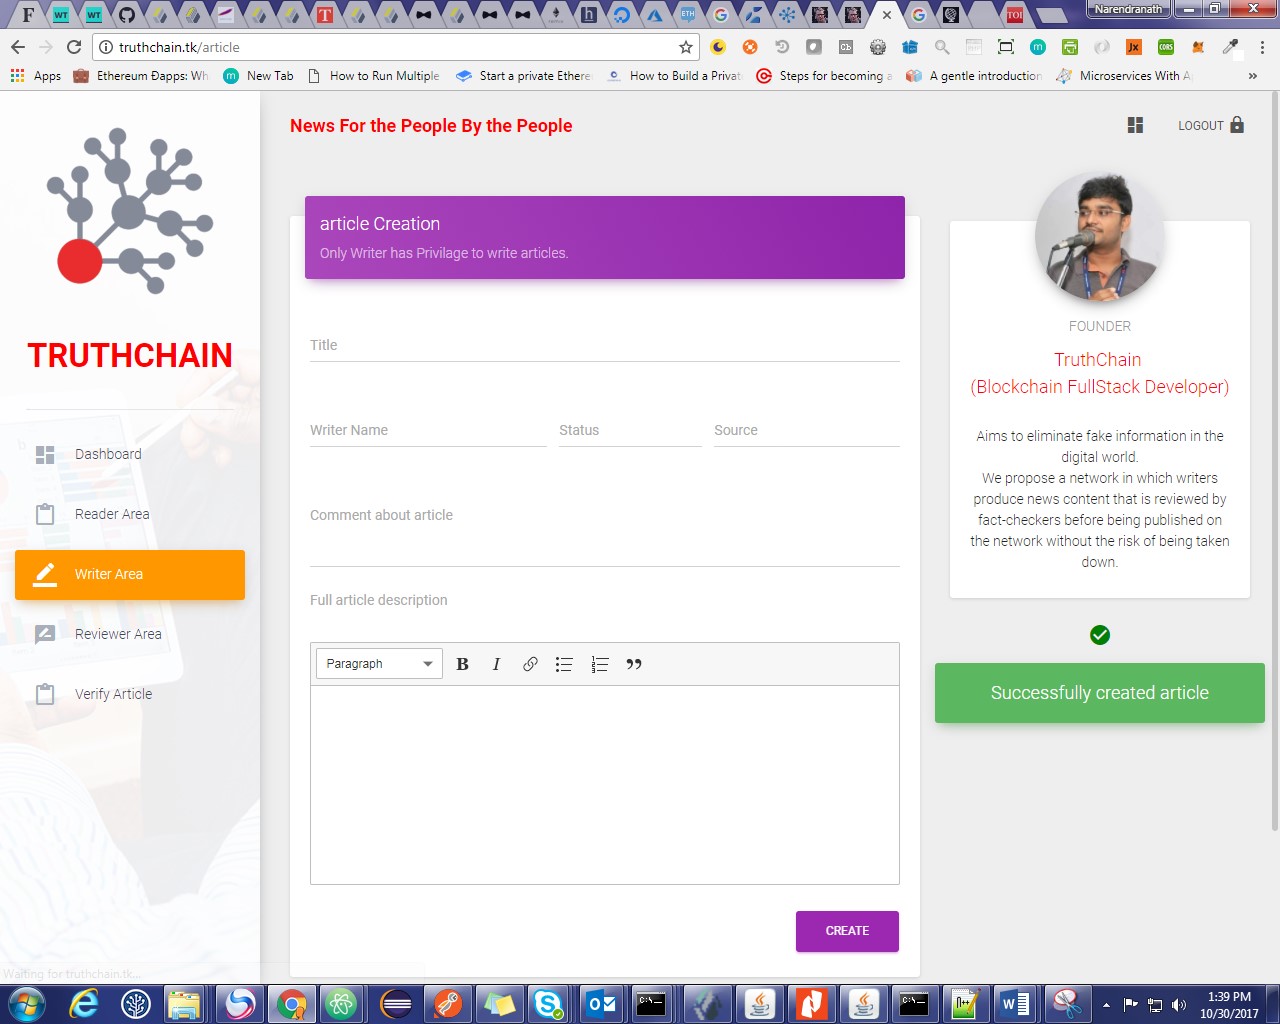 Narendranath
truthchain.tk/article
Apps
Ethereum Ðapps: Wh
New Tab
How to Run Multiple
Start a private Ethere
How to Build a Privat
Steps for becoming a
A gentle introduction
Microservices With A
»
News For the People By the People
LOGOUT
TRUTHCHAIN
Dashboard
Reader Area
Writer Area
Reviewer Area
Verify Article
article Creation
Only Writer has Privilage to write articles.
Title
Writer Name
Status
Source
Comment about article
Full article description
Paragraph
B
I
CREATE
FOUNDER
TruthChain
(Blockchain FullStack Developer)
Aims to eliminate fake information in the
digital world.
We propose a network in which writers
produce news content that is reviewed by
fact-checkers before being published on
the network without the risk of being taken
down.
Successfully created article
Waiting for truthchain.tk...
1:39 PM
10/30/2017